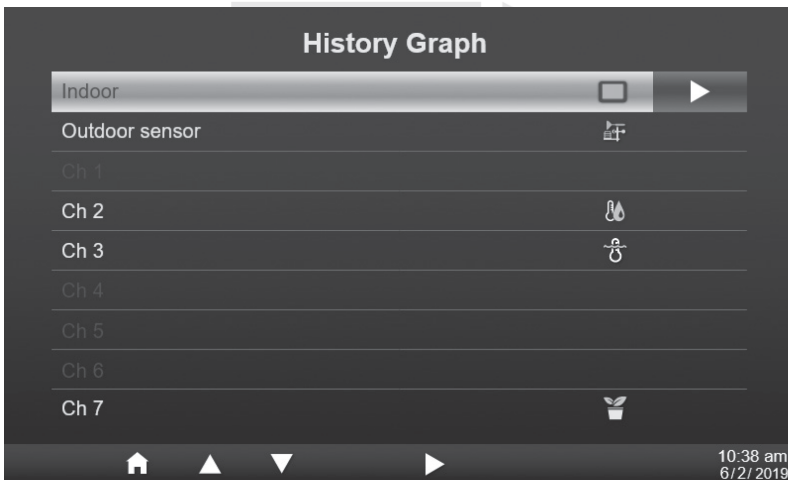 History Graph
Indoor
Outdoor sensor
Ch 1
Ch 2
Ch 3
Ch 4
Ch 5
Ch 6
Ch 7
10:38 am
6/2/2019